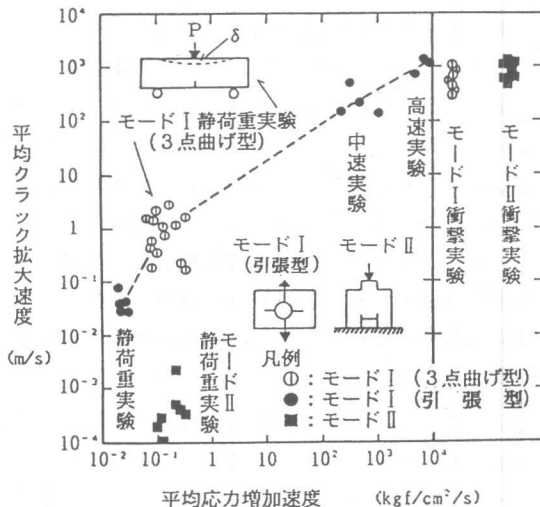 平均クラック拡大速度
(m/s)
10⁴
10³
10²
10
1
10⁻¹
10⁻²
10⁻³
10⁻⁴
P
δ
モードⅠ静荷重実験
(3点曲げ型)
中速実験
高速実験
モードⅠ衝撃実験
モードⅡ衝撃実験
モードⅠ
(引張型)
モードⅡ
静荷重実験
モードⅡ
静荷重実験
凡例
⦶:モードⅠ(3点曲げ型)
●:モードⅠ(引張型)
■:モードⅡ
10⁻² 10⁻¹ 1 10 10² 10³ 10⁴
平均応力増加速度 (kgf/cm²/s)